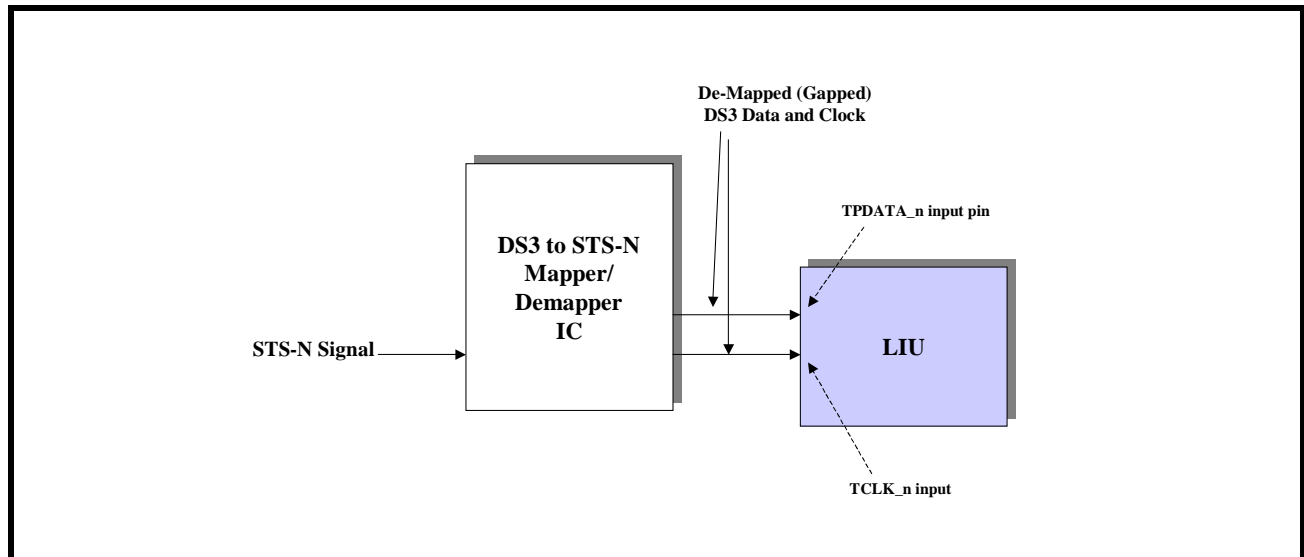 De-Mapped (Gapped)
DS3 Data and Clock
TPDATA_n input pin
DS3 to STS-N
Mapper/
Demapper
IC
STS-N Signal
LIU
TCLK_n input